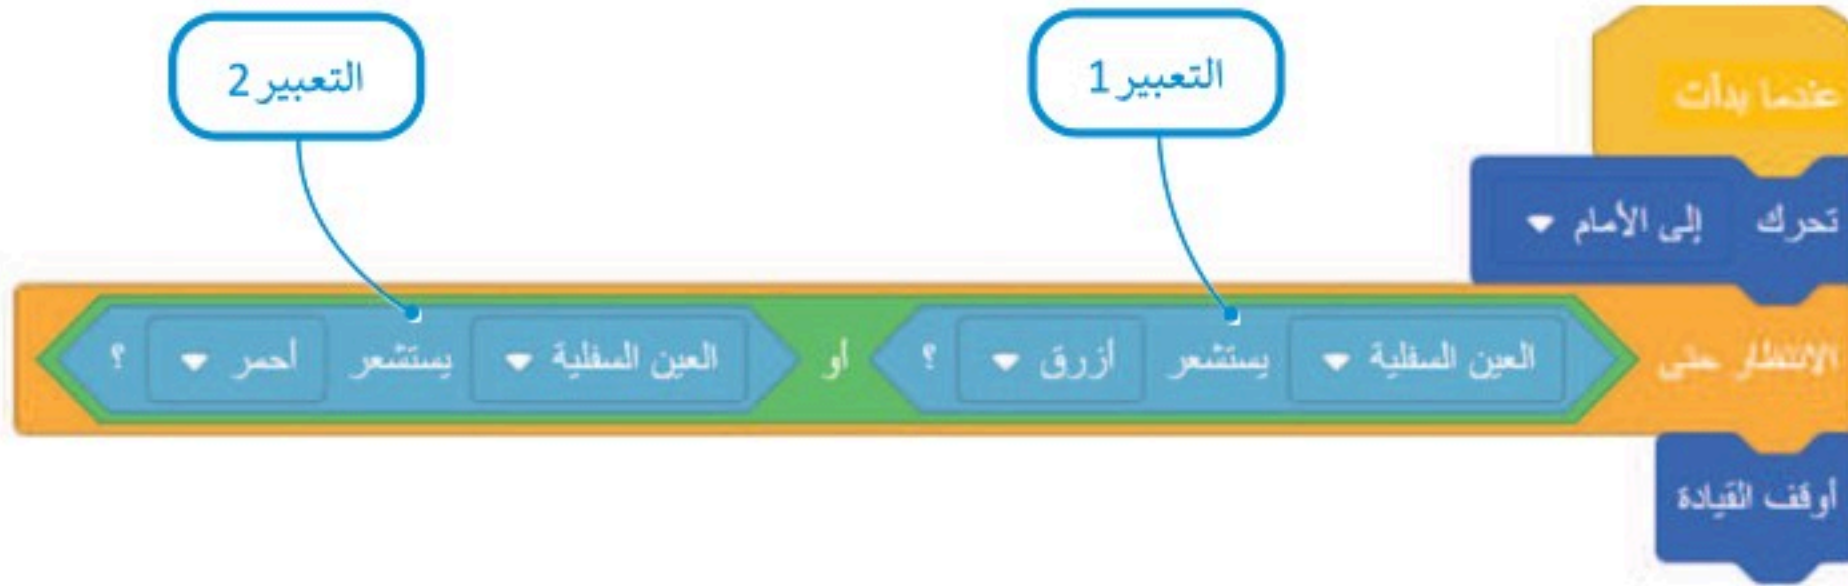 التعبير 1
التعبير 2
عندما بدأت
تحرك إلى الأمام
الانتظار حتى العين السفلية يستشعر أزرق ؟ أو العين السفلية يستشعر أحمر ؟
أوقف القيادة